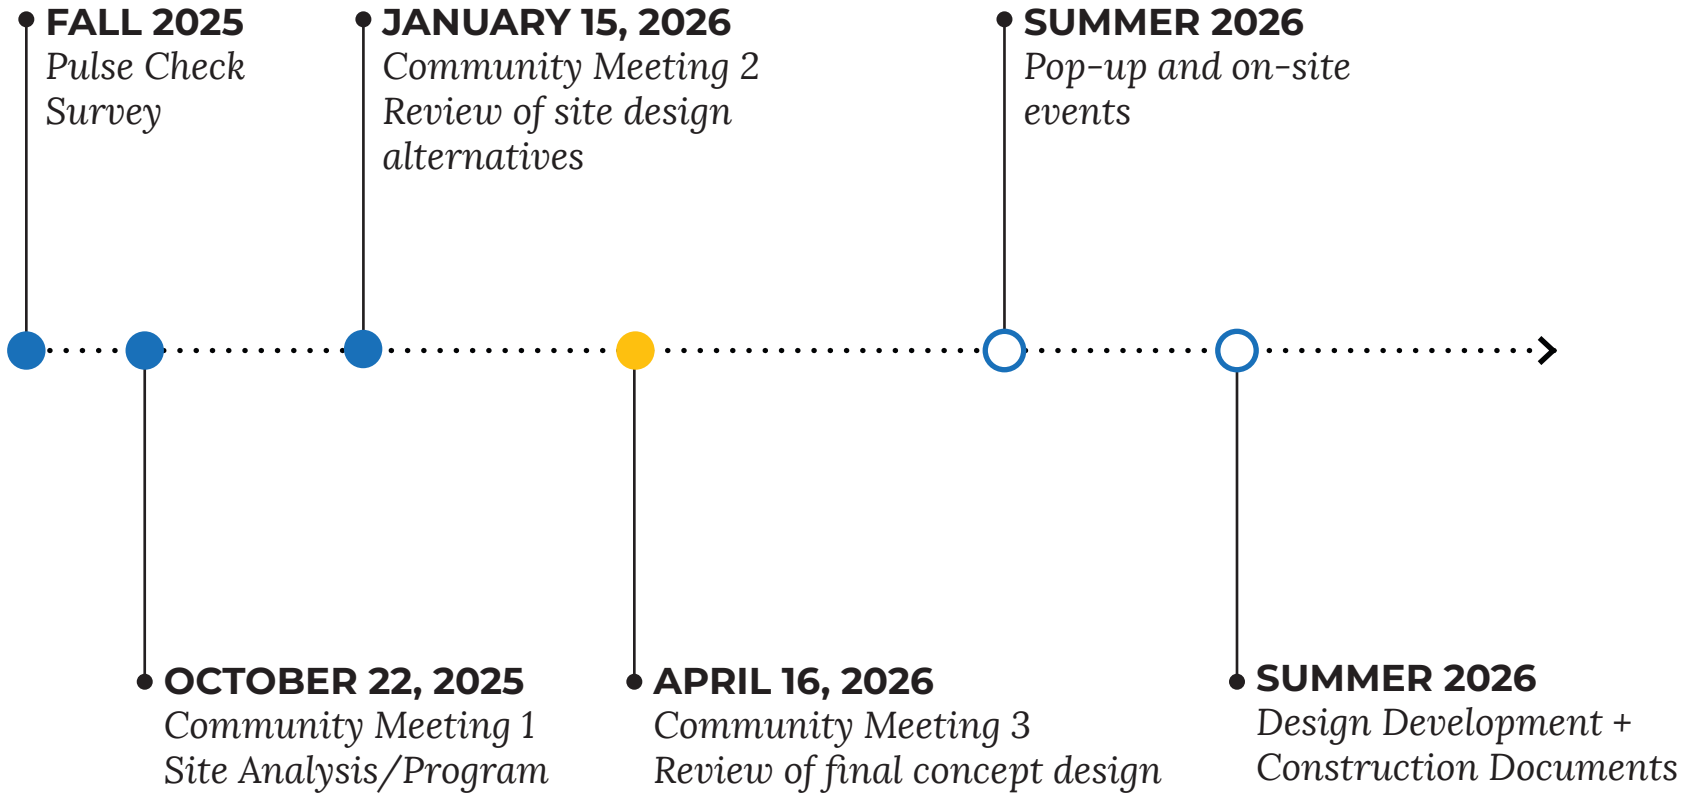 FALL 2025
Pulse Check
Survey
JANUARY 15, 2026
Community Meeting 2
Review of site design
alternatives
SUMMER 2026
Pop-up and on-site
events
OCTOBER 22, 2025
Community Meeting 1
Site Analysis/Program
APRIL 16, 2026
Community Meeting 3
Review of final concept design
SUMMER 2026
Design Development +
Construction Documents